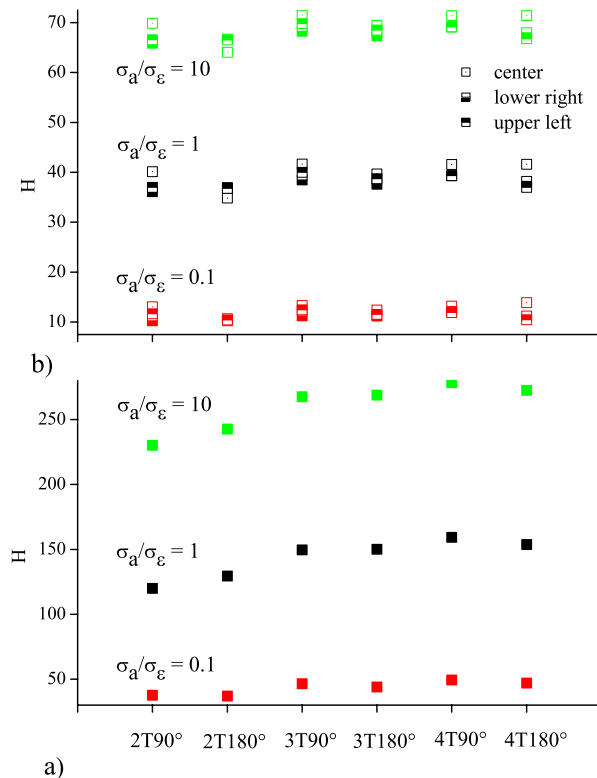 70
60
50
40
30
20
10
H
σa/σε = 10
σa/σε = 1
σa/σε = 0.1
center
lower right
upper left
b)
250
200
150
100
50
H
σa/σε = 10
σa/σε = 1
σa/σε = 0.1
2T90° 2T180° 3T90° 3T180° 4T90° 4T180°
a)